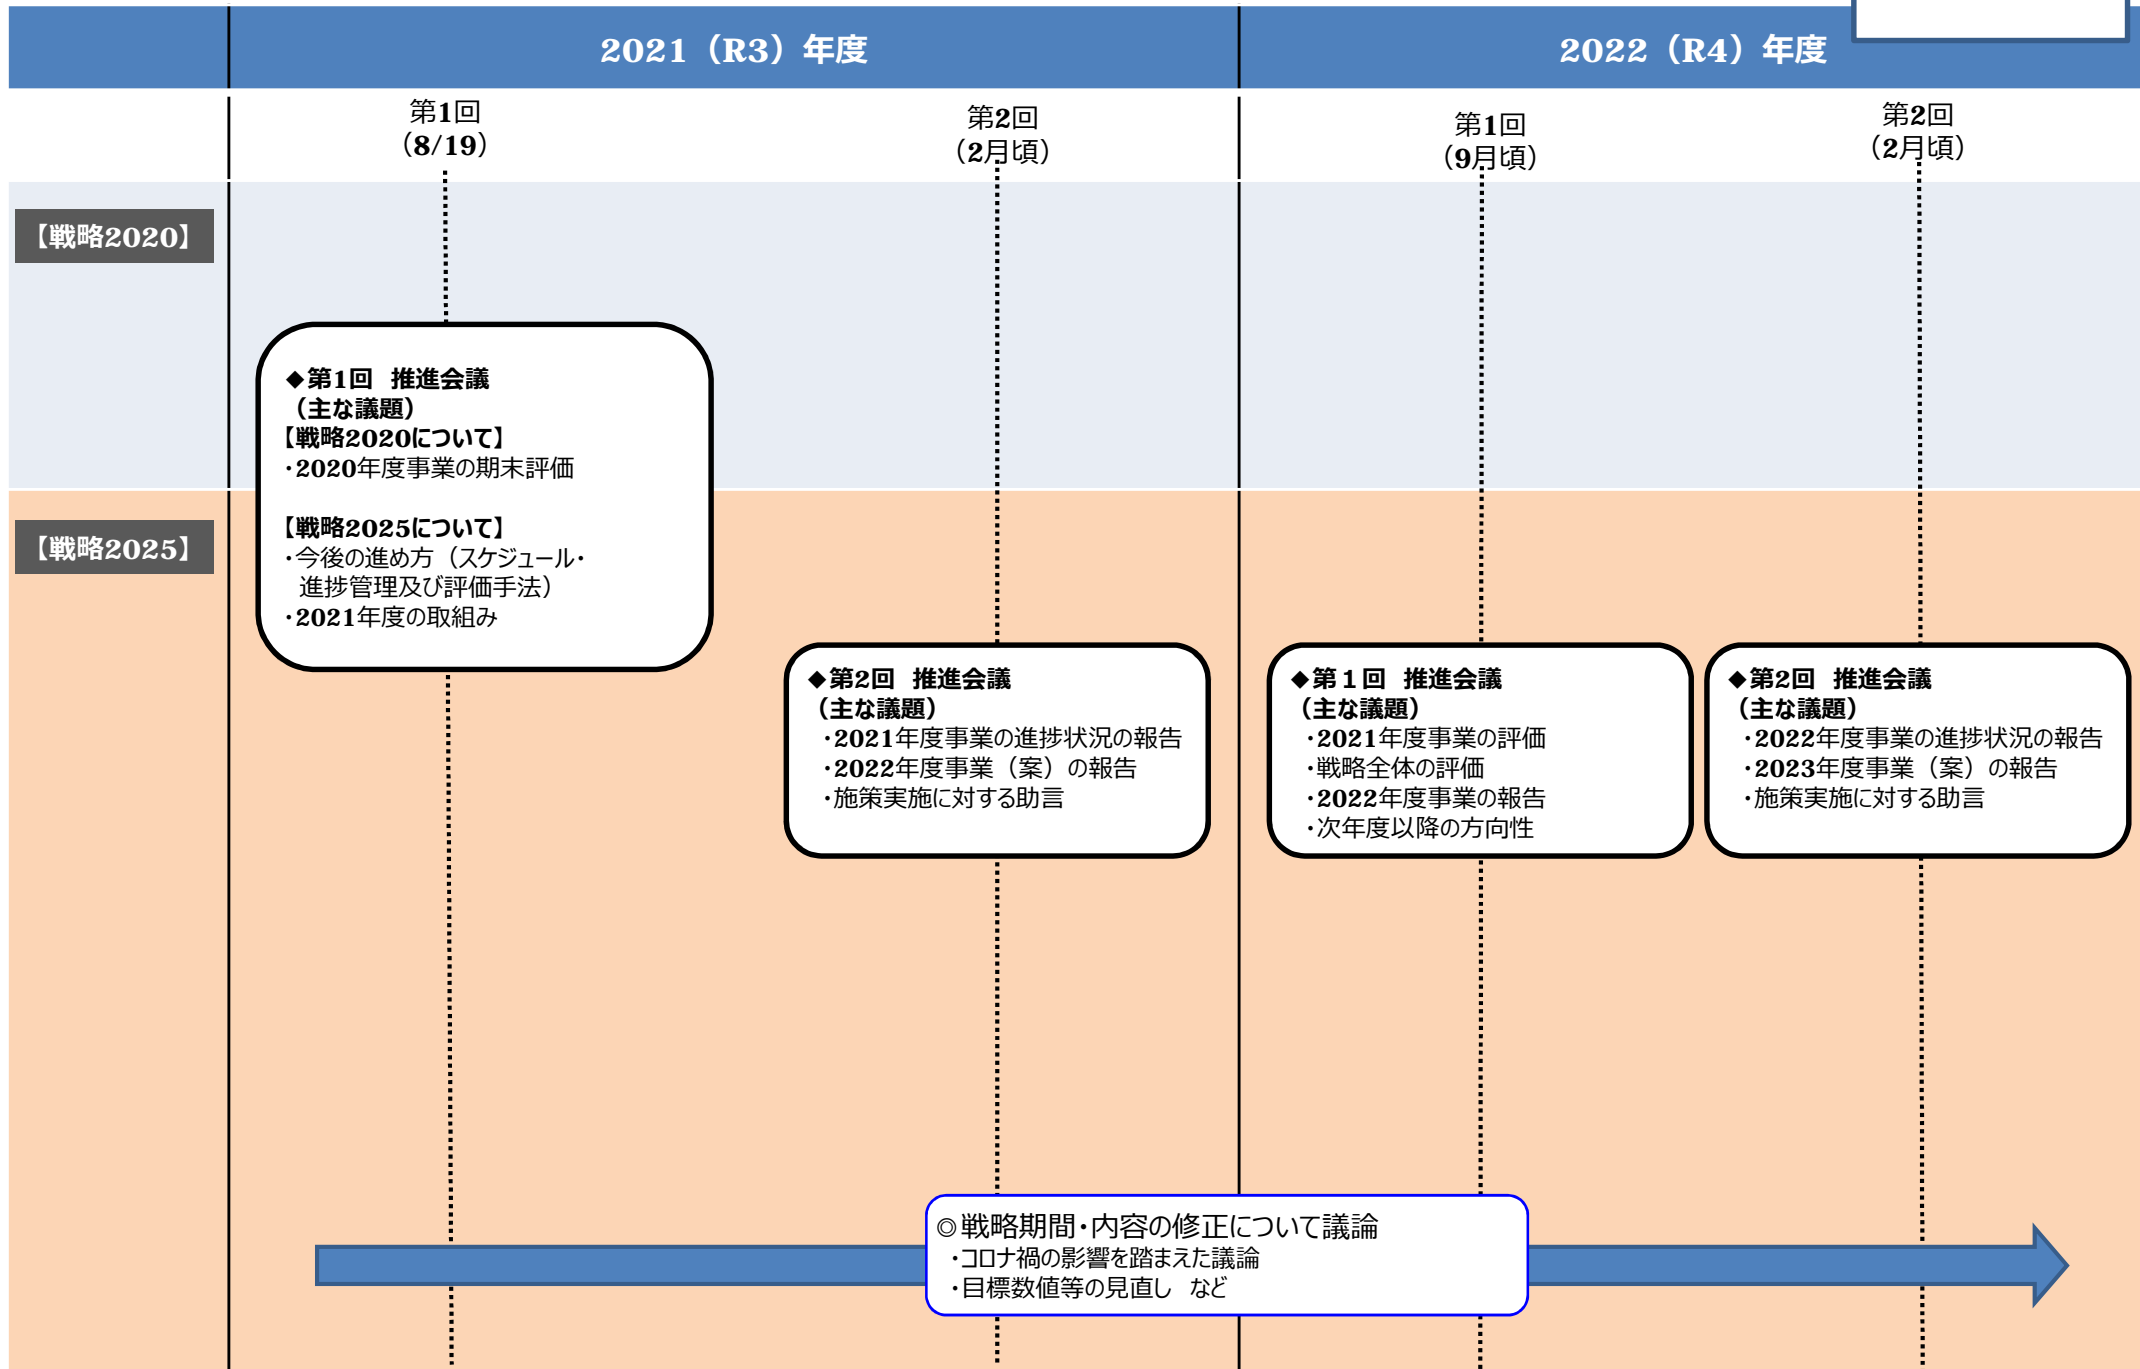 2021（R3）年度
2022（R4）年度
第1回
（8/19）
第2回
（2月頃）
第1回
（9月頃）
第2回
（2月頃）
【戦略2020】
◆第1回　推進会議
（主な議題）
【戦略2020について】
・2020年度事業の期末評価
【戦略2025について】
・今後の進め方（スケジュール・
進捗管理及び評価手法）
・2021年度の取組み
【戦略2025】
◆第2回　推進会議
（主な議題）
・2021年度事業の進捗状況の報告
・2022年度事業（案）の報告
・施策実施に対する助言
◆第１回　推進会議
（主な議題）
・2021年度事業の評価
・戦略全体の評価
・2022年度事業の報告
・次年度以降の方向性
◆第2回　推進会議
（主な議題）
・2022年度事業の進捗状況の報告
・2023年度事業（案）の報告
・施策実施に対する助言
◎戦略期間・内容の修正について議論
・コロナ禍の影響を踏まえた議論
・目標数値等の見直し　など